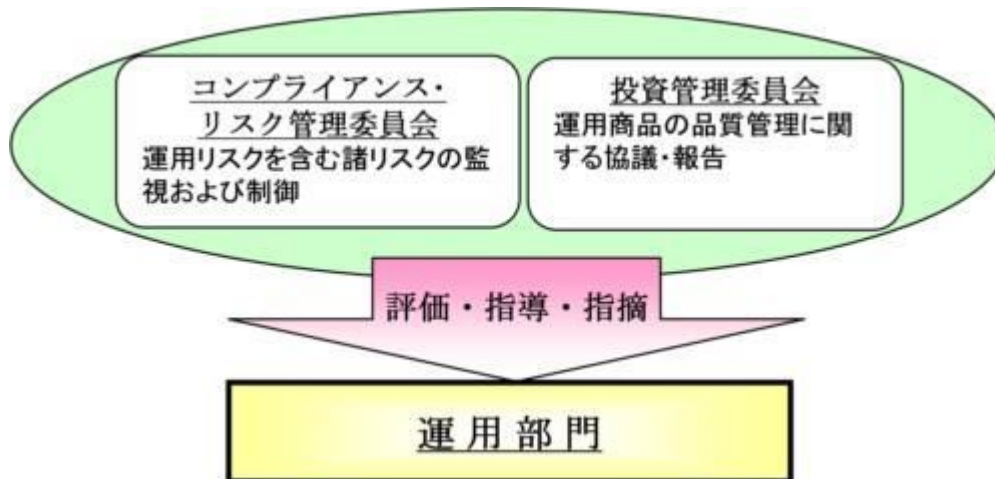 コンプライアンス・
リスク管理委員会
運用リスクを含む諸リスクの監
視および制御
投資管理委員会
運用商品の品質管理に関
する協議・報告
評価・指導・指摘
運用部門